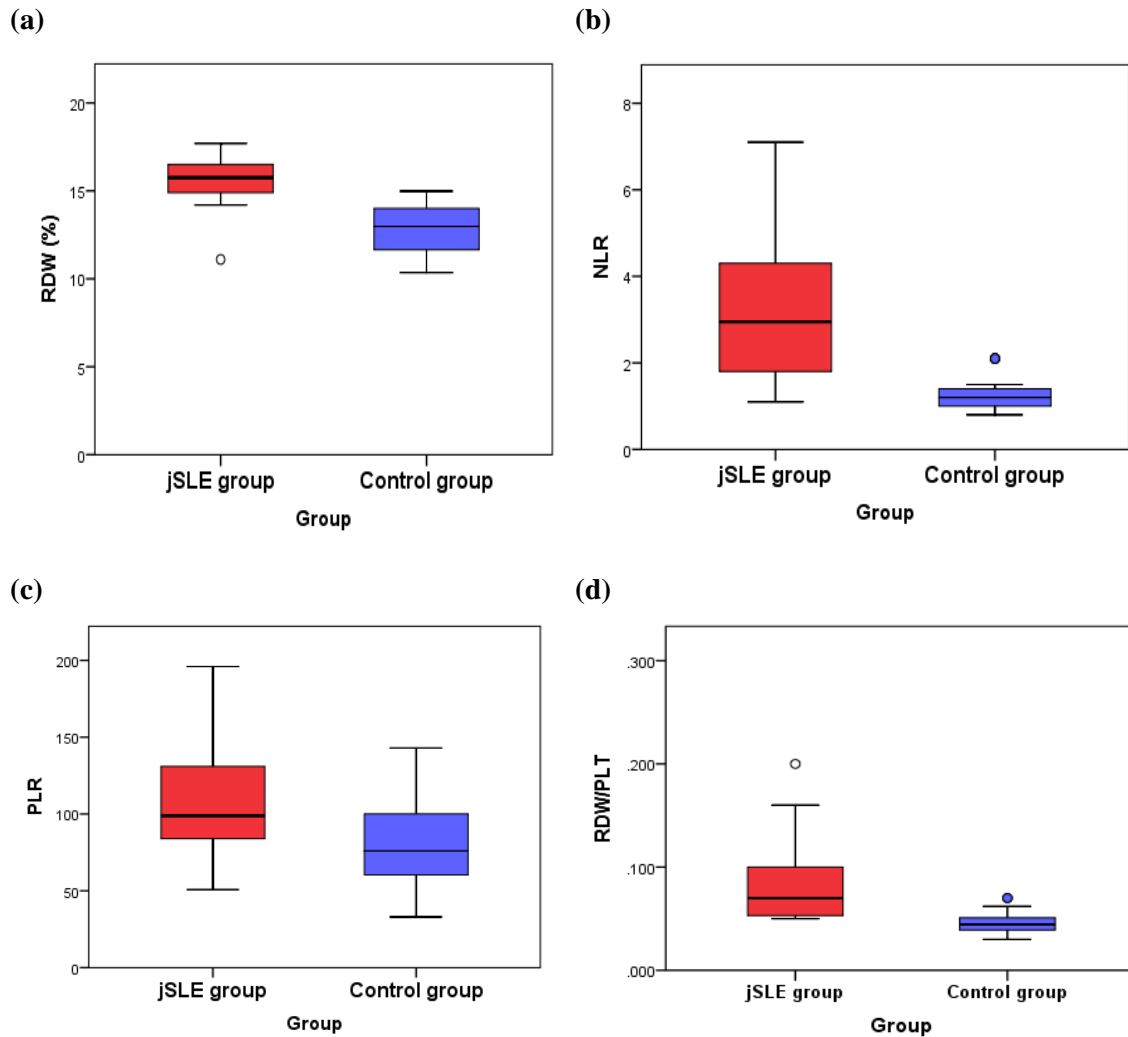 (a)
20
15
10
5
0
RDW (%)
jSLE group Control group
Group
(b)
8
6
4
2
0
NLR
jSLE group Control group
Group
(c)
200
150
100
50
0
PLR
jSLE group Control group
Group
(d)
.300
.200
.100
.000
RDW/PLT
jSLE group Control group
Group